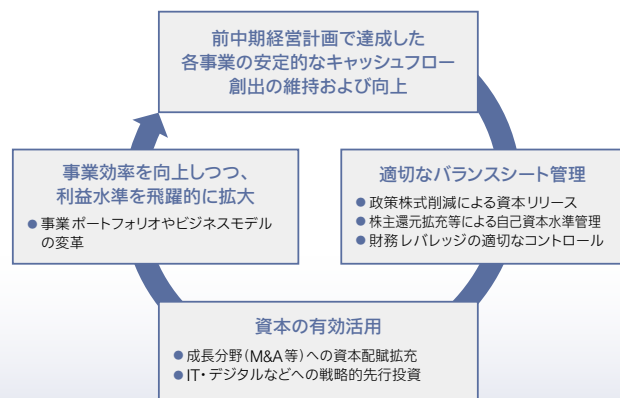 前中期経営計画で達成した
各事業の安定的なキャッシュフロー
創出の維持および向上
適切なバランスシート管理
● 政策株式削減による資本リリース
● 株主還元拡充等による自己資本水準管理
● 財務レバレッジの適切なコントロール
資本の有効活用
● 成長分野(M&A等)への資本配賦拡充
● IT・デジタルなどへの戦略的先行投資
事業効率を向上しつつ、
利益水準を飛躍的に拡大
● 事業ポートフォリオやビジネスモデル
の変革